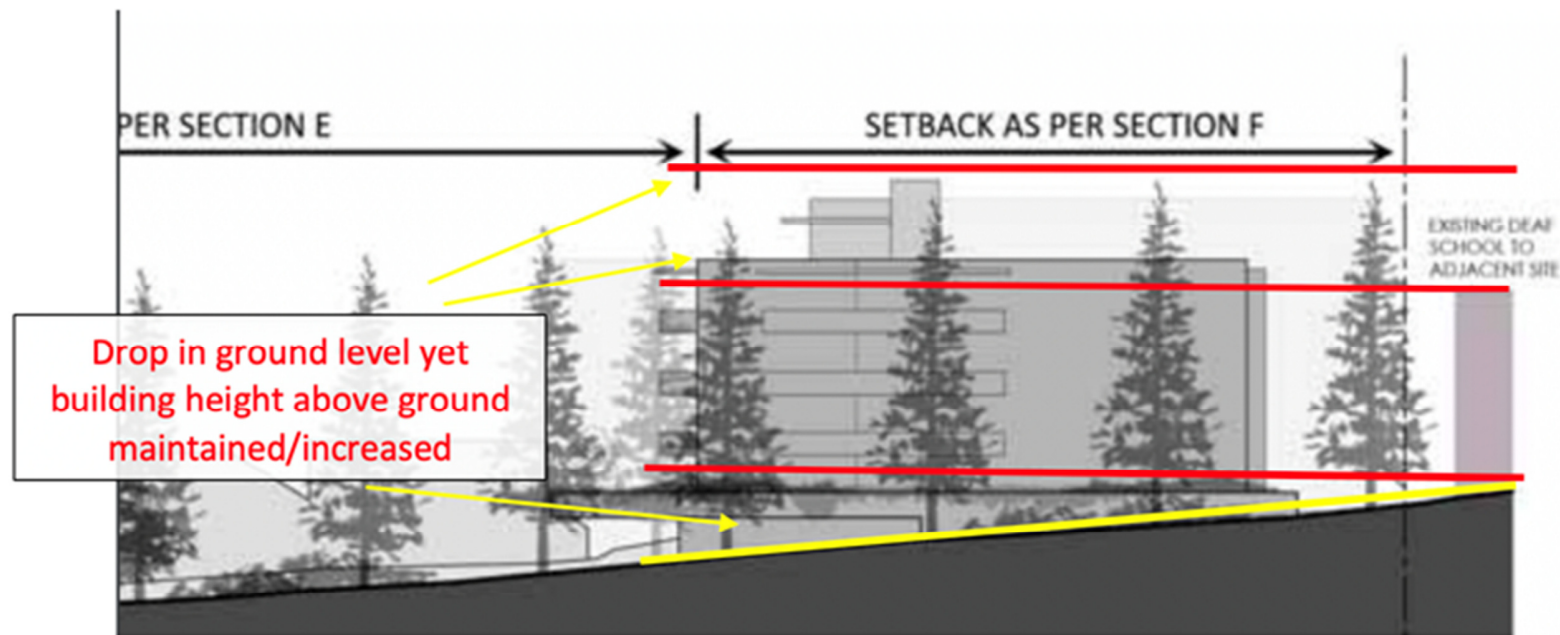 PER SECTION E
SETBACK AS PER SECTION F
EXISTING DEAF
SCHOOL TO
ADJACENT SITE
Drop in ground level yet
building height above ground
maintained/increased